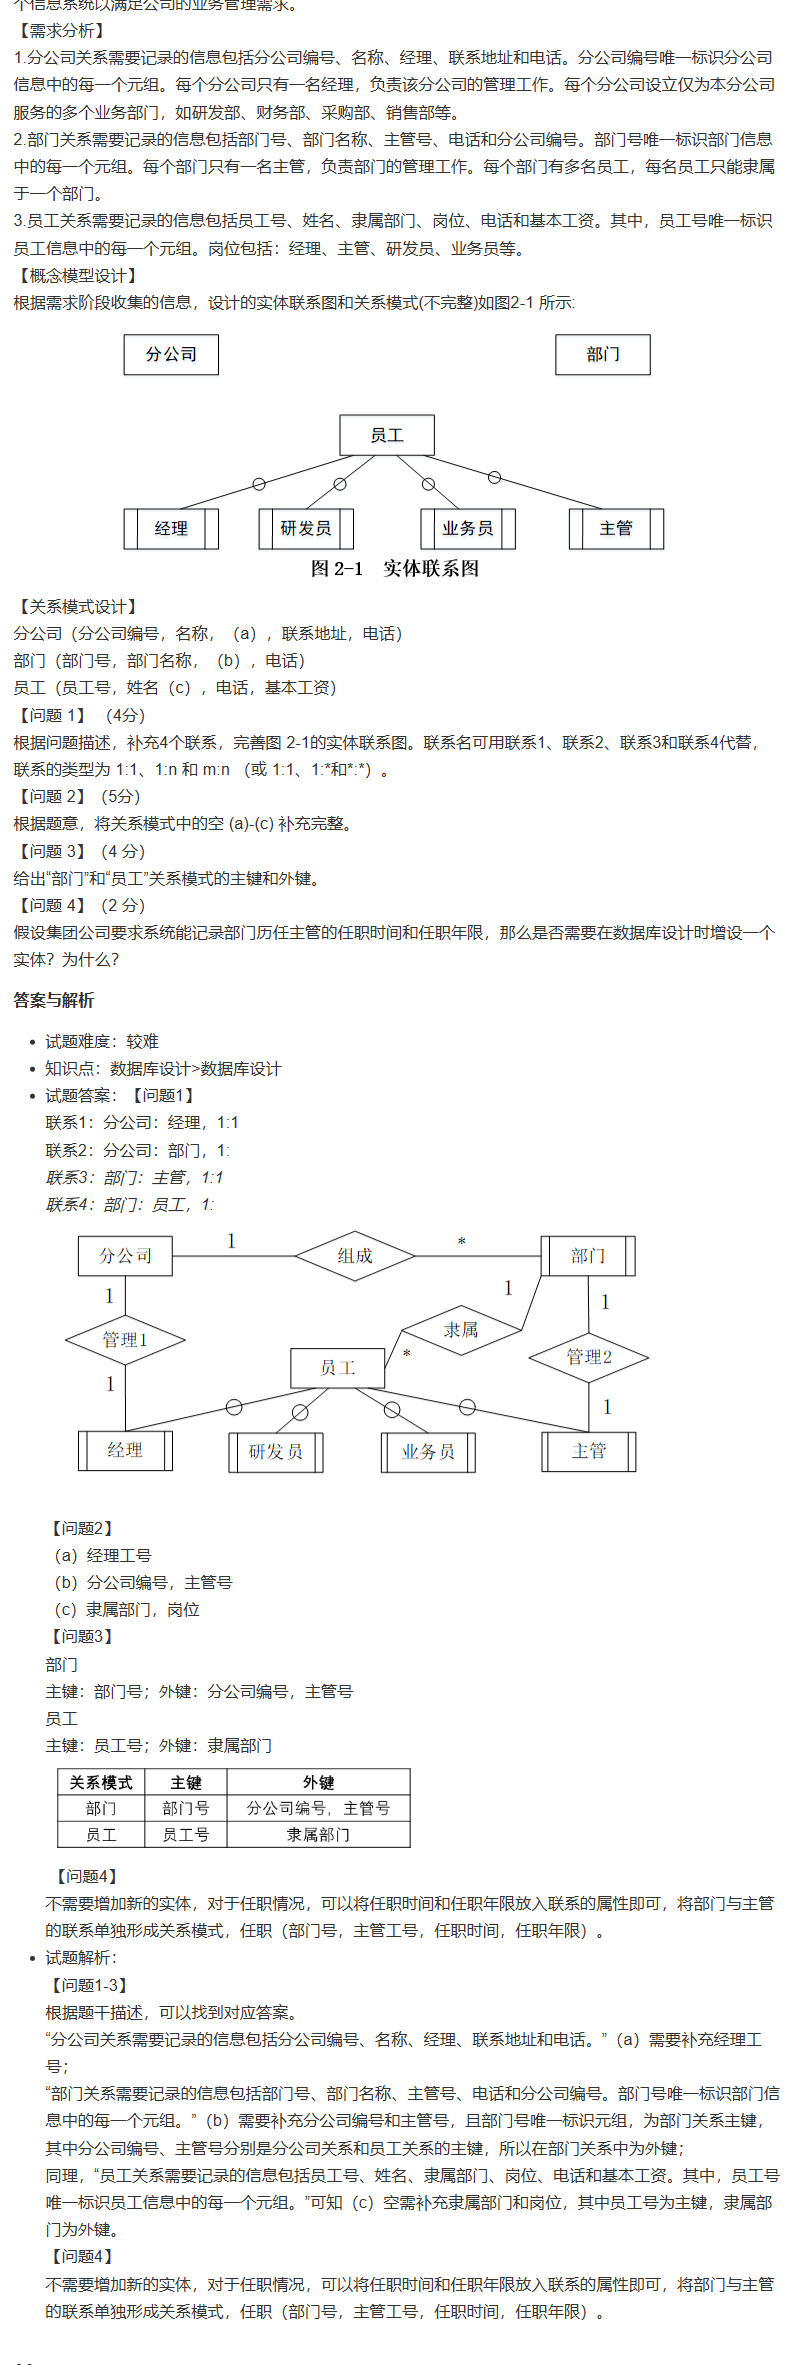 个信息系统以满足公司的业务管理需求。
【需求分析】
1.分公司关系需要记录的信息包括分公司编号、名称、经理、联系地址和电话。分公司编号唯一标识分公司
信息中的每一个元组。每个分公司只有一名经理，负责该分公司的管理工作。每个分公司设立仅为本分公司
服务的多个业务部门，如研发部、财务部、采购部、销售部等。
2.部门关系需要记录的信息包括部门号、部门名称、主管号、电话和分公司编号。部门号唯一标识部门信息
中的每一个元组。每个部门只有一名主管，负责部门的管理工作。每个部门有多名员工，每名员工只能隶属
于一个部门。
3.员工关系需要记录的信息包括员工号、姓名、隶属部门、岗位、电话和基本工资。其中，员工号唯一标识
员工信息中的每一个元组。岗位包括：经理、主管、研发员、业务员等。
【概念模型设计】
根据需求阶段收集的信息，设计的实体联系图和关系模式(不完整)如图2-1 所示:
分公司 部门
员工
经理 研发员 业务员 主管
图 2-1 实体联系图
【关系模式设计】
分公司（分公司编号，名称，（a），联系地址，电话）
部门（部门号，部门名称，（b），电话）
员工（员工号，姓名（c），电话，基本工资）
【问题 1】（4分）
根据问题描述，补充4个联系，完善图 2-1的实体联系图。联系名可用联系1、联系2、联系3和联系4代替，
联系的类型为 1:1、1:n 和 m:n （或 1:1、1:*和*:*）。
【问题 2】（5分）
根据题意，将关系模式中的空 (a)-(c) 补充完整。
【问题 3】（4 分）
给出“部门”和“员工”关系模式的主键和外键。
【问题 4】（2 分）
假设集团公司要求系统能记录部门历任主管的任职时间和任职年限，那么是否需要在数据库设计时增设一个
实体？为什么？
答案与解析
• 试题难度：较难
• 知识点：数据库设计>数据库设计
• 试题答案：【问题1】
联系1：分公司：经理，1:1
联系2：分公司：部门，1:
联系3：部门：主管，1:1
联系4：部门：员工，1:
分公司 1 组成 * 部门
1 1 1
管理1 隶属 管理2
员工 *
1 1
经理 研发员 业务员 主管
【问题2】
（a）经理工号
（b）分公司编号，主管号
（c）隶属部门，岗位
【问题3】
部门
主键：部门号；外键：分公司编号，主管号
员工
主键：员工号；外键：隶属部门
关系模式 主键 外键
部门 部门号 分公司编号，主管号
员工 员工号 隶属部门
【问题4】
不需要增加新的实体，对于任职情况，可以将任职时间和任职年限放入联系的属性即可，将部门与主管
的联系单独形成关系模式，任职（部门号，主管工号，任职时间，任职年限）。
• 试题解析：
【问题1-3】
根据题干描述，可以找到对应答案。
“分公司关系需要记录的信息包括分公司编号、名称、经理、联系地址和电话。”（a）需要补充经理工
号；
“部门关系需要记录的信息包括部门号、部门名称、主管号、电话和分公司编号。部门号唯一标识部门信
息中的每一个元组。”（b）需要补充分公司编号和主管号，且部门号唯一标识元组，为部门关系主键，
其中分公司编号、主管号分别是分公司关系和员工关系的主键，所以在部门关系中为外键；
同理，“员工关系需要记录的信息包括员工号、姓名、隶属部门、岗位、电话和基本工资。其中，员工号
唯一标识员工信息中的每一个元组。”可知（c）空需补充隶属部门和岗位，其中员工号为主键，隶属部
门为外键。
【问题4】
不需要增加新的实体，对于任职情况，可以将任职时间和任职年限放入联系的属性即可，将部门与主管
的联系单独形成关系模式，任职（部门号，主管工号，任职时间，任职年限）。